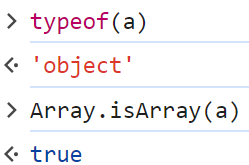 > typeof(a)
<· 'object'
> Array.isArray(a)
<· true